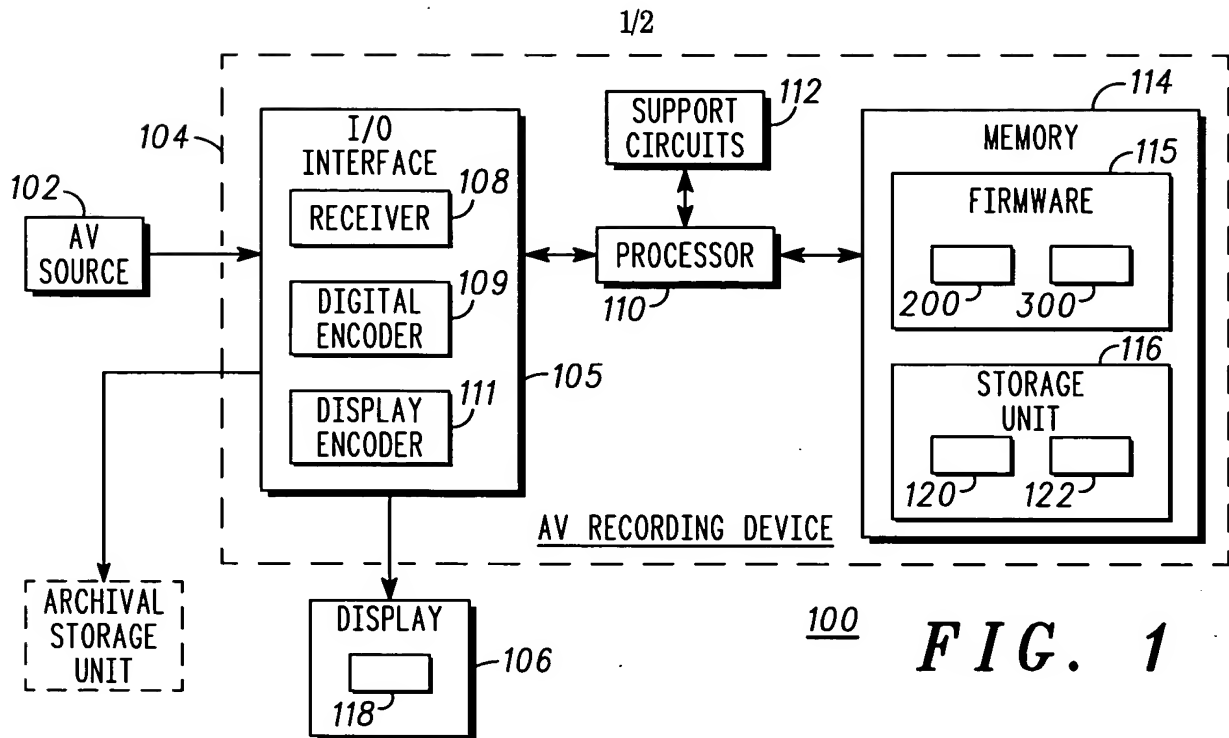 1/2
104
102
AV
SOURCE
I/O
INTERFACE
108
RECEIVER
109
DIGITAL
ENCODER
111
DISPLAY
ENCODER
105
112
SUPPORT
CIRCUITS
PROCESSOR
110
114
MEMORY
115
FIRMWARE
200
300
116
STORAGE
UNIT
120
122
AV RECORDING DEVICE
ARCHIVAL
STORAGE
UNIT
DISPLAY
106
118
100
FIG. 1